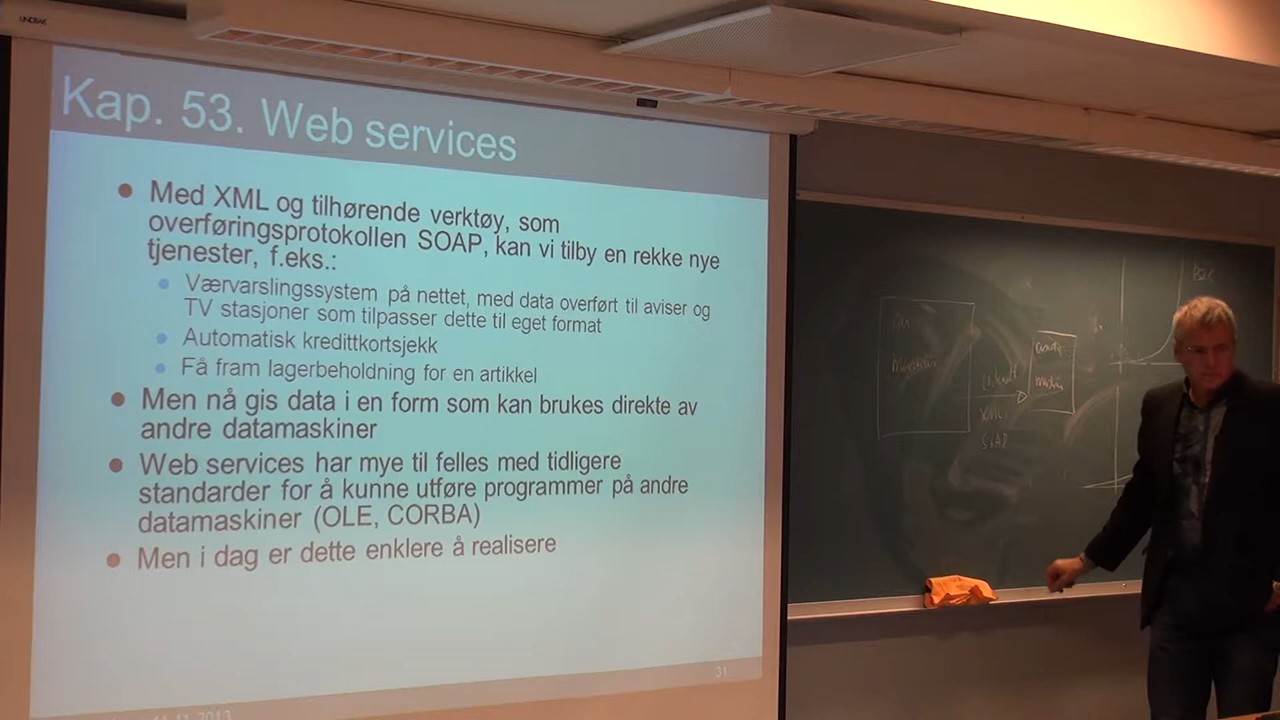 LINDBAK
Kap. 53. Web services
Med XML og tilhørende verktøy, som
overføringsprotokollen SOAP, kan vi tilby en rekke nye
tjenester, f.eks.:
Værvarslingssystem på nettet, med data overført til aviser og
TV stasjoner som tilpasser dette til eget format
Automatisk kredittkortsjekk
Få fram lagerbeholdning for en artikkel
Men nå gis data i en form som kan brukes direkte av
andre datamaskiner
Web services har mye til felles med tidligere
standarder for å kunne utføre programmer på andre
datamaskiner (OLE, CORBA)
Men i dag er dette enklere å realisere
31
XML
SOAP